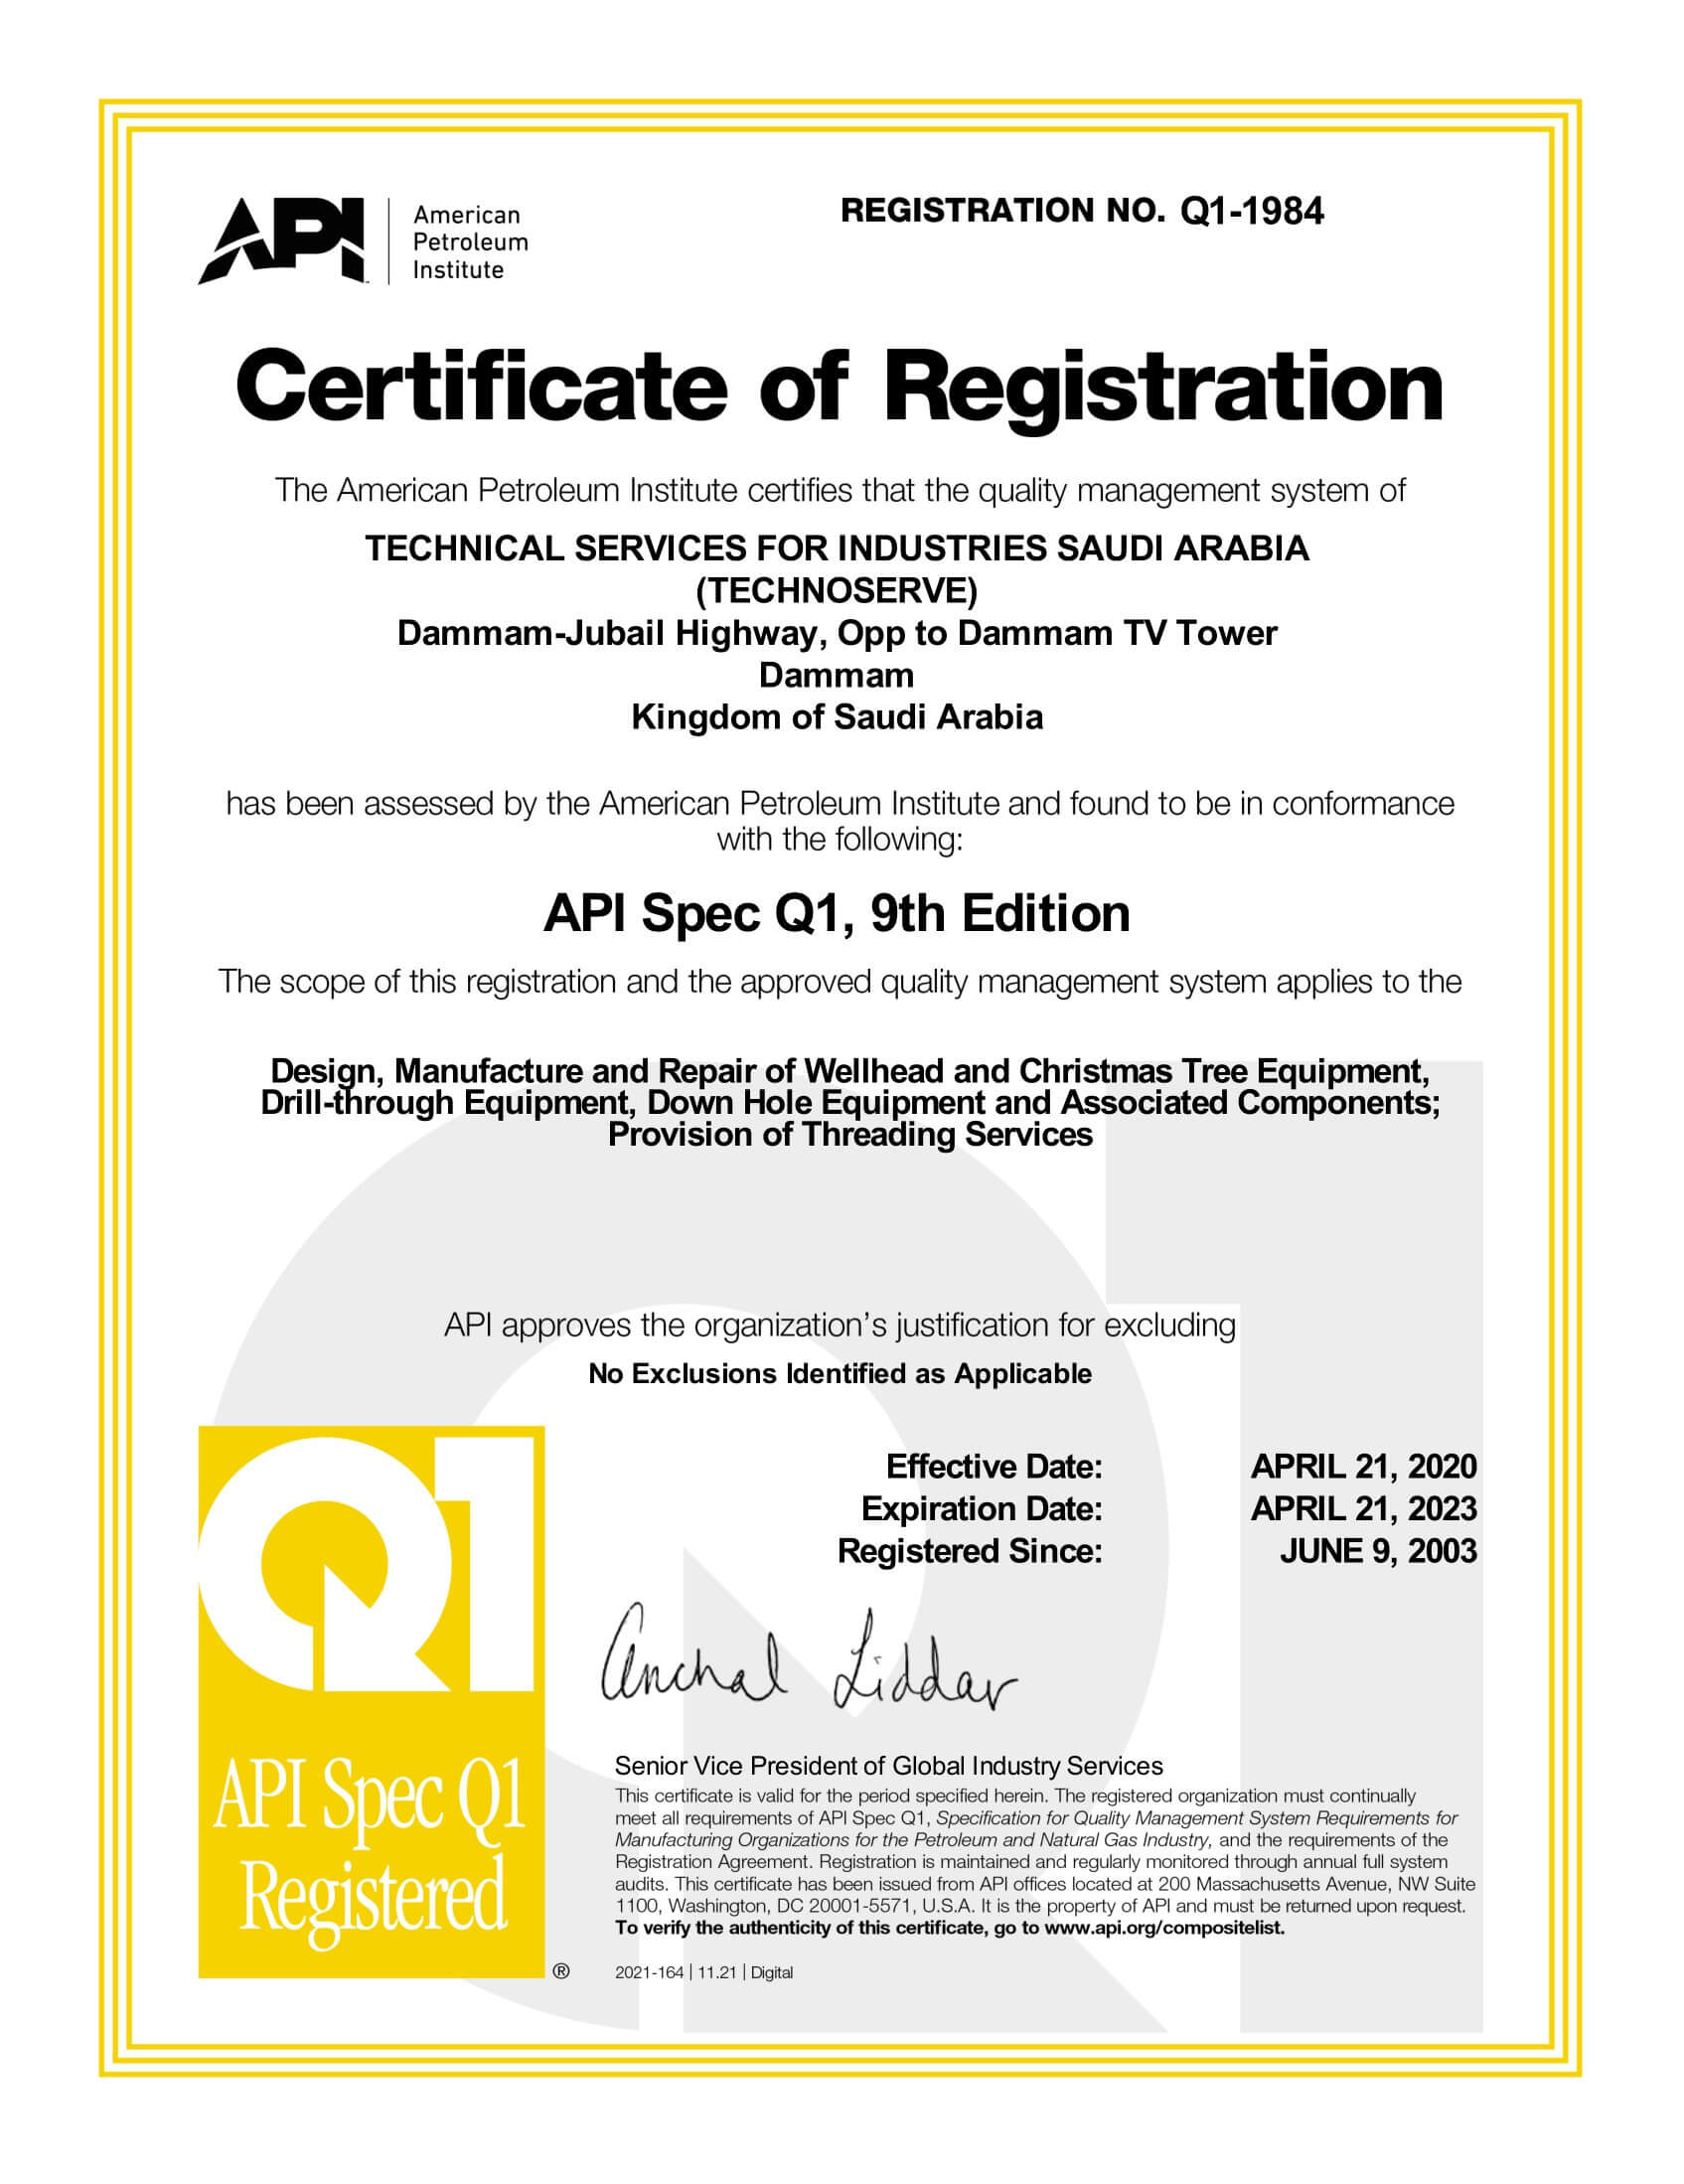 API
American
Petroleum
Institute
REGISTRATION NO. Q1-1984
Certificate of Registration
The American Petroleum Institute certifies that the quality management system of
TECHNICAL SERVICES FOR INDUSTRIES SAUDI ARABIA
(TECHNOSERVE)
Dammam-Jubail Highway, Opp to Dammam TV Tower
Dammam
Kingdom of Saudi Arabia
has been assessed by the American Petroleum Institute and found to be in conformance
with the following:
API Spec Q1, 9th Edition
The scope of this registration and the approved quality management system applies to the
Design, Manufacture and Repair of Wellhead and Christmas Tree Equipment,
Drill-through Equipment, Down Hole Equipment and Associated Components;
Provision of Threading Services
API approves the organization's justification for excluding
No Exclusions Identified as Applicable
Effective Date: APRIL 21, 2020
Expiration Date: APRIL 21, 2023
Registered Since: JUNE 9, 2003
Anchal Liddar
Q1
API Spec Q1
Registered
®
Senior Vice President of Global Industry Services
This certificate is valid for the period specified herein. The registered organization must continually
meet all requirements of API Spec Q1, Specification for Quality Management System Requirements for
Manufacturing Organizations for the Petroleum and Natural Gas Industry, and the requirements of the
Registration Agreement. Registration is maintained and regularly monitored through annual full system
audits. This certificate has been issued from API offices located at 200 Massachusetts Avenue, NW Suite
1100, Washington, DC 20001-5571, U.S.A. It is the property of API and must be returned upon request.
To verify the authenticity of this certificate, go to www.api.org/compositelist.
2021-164 | 11.21 | Digital